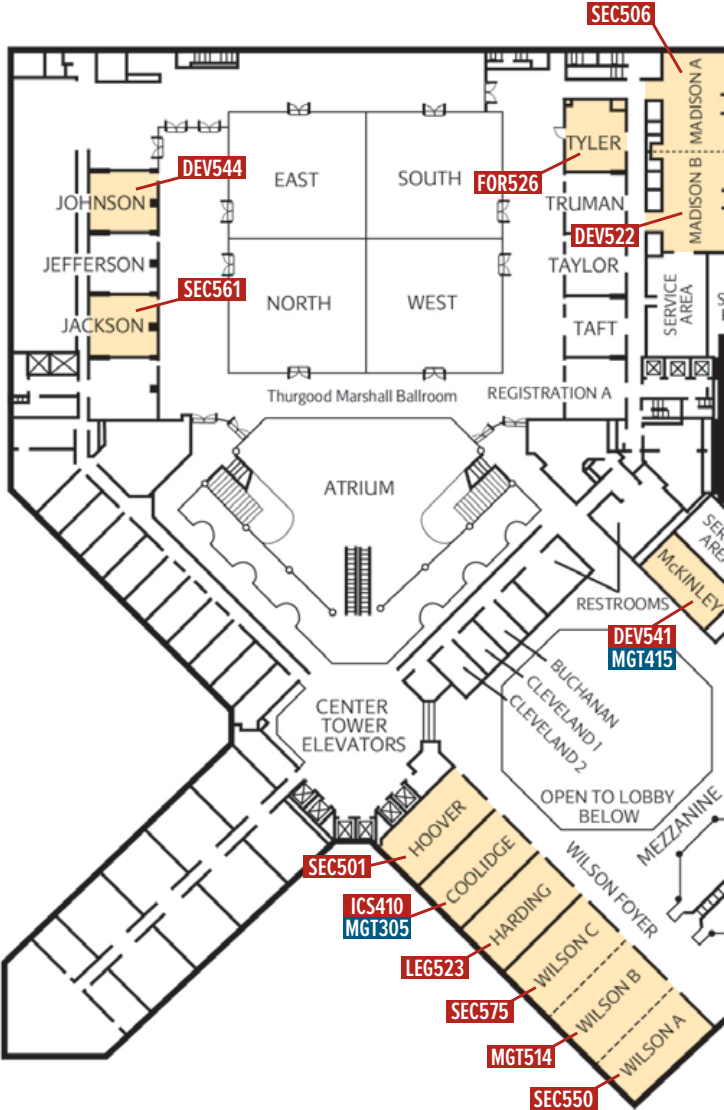 SEC506
MADISON A
TYLER
DEV544
EAST
SOUTH
FOR526
MADISON B
JOHNSON
TRUMAN
DEV522
JEFFERSON
TAYLOR
SEC561
NORTH
WEST
SERVICE
AREA
JACKSON
TAFT
Thurgood Marshall Ballroom
REGISTRATION A
ATRIUM
McKINLEY
RESTROOMS
DEV541
MGT415
BUCHANAN
CLEVELAND 1
CLEVELAND 2
CENTER
TOWER
ELEVATORS
OPEN TO LOBBY
BELOW
MEZZANINE
HOOVER
SEC501
COOLIDGE
WILSON FOYER
ICS410
MGT305
HARDING
LEG523
WILSON C
SEC575
WILSON B
MGT514
WILSON A
SEC550